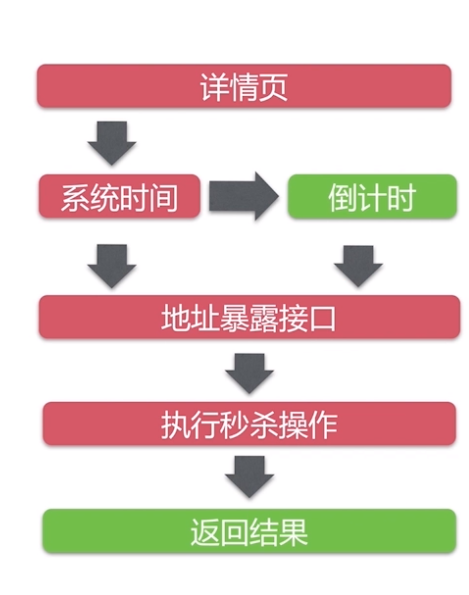 详情页
系统时间
倒计时
地址暴露接口
执行秒杀操作
返回结果